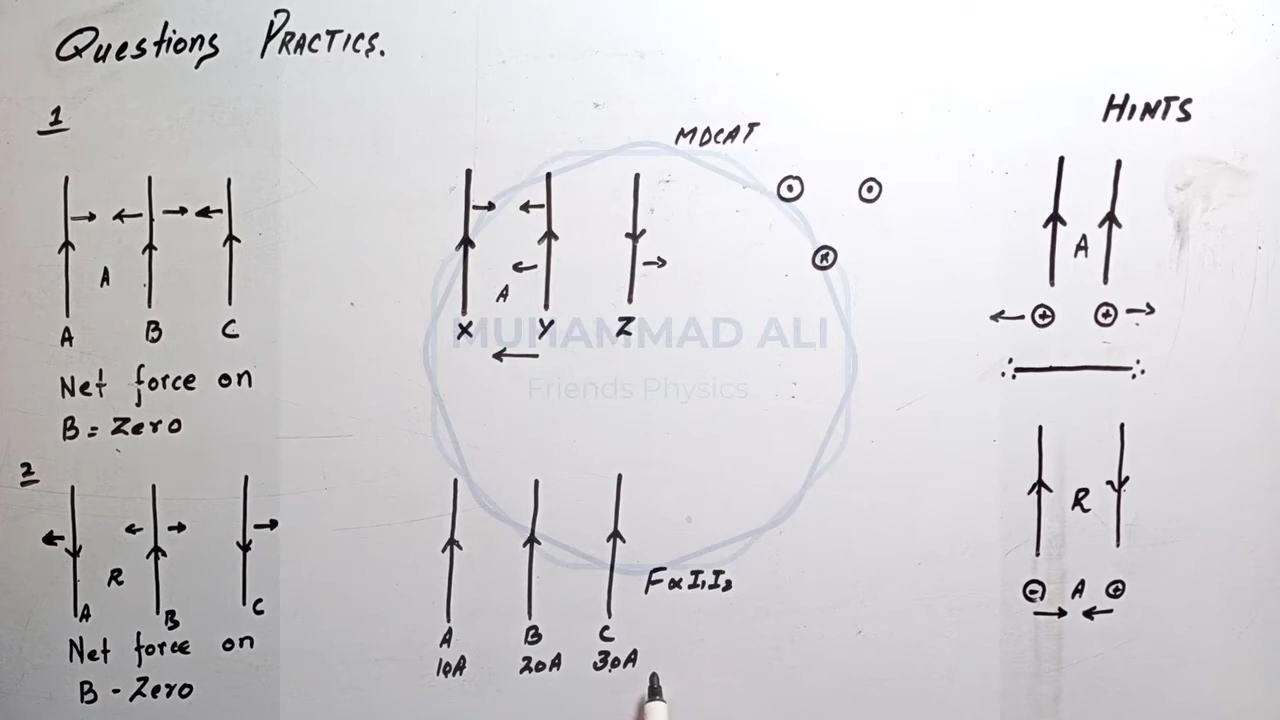 Questions PRACTICS.
HINTS
1
MDCAT
A
A B C
Net force on
B = Zero
A
X Y Z
A
MUHAMMAD ALI
Friends Physics
2
R
A B C
Net force on
B - Zero
F ∝ I₁I₂
A B C
10A 20A 30A
R
A